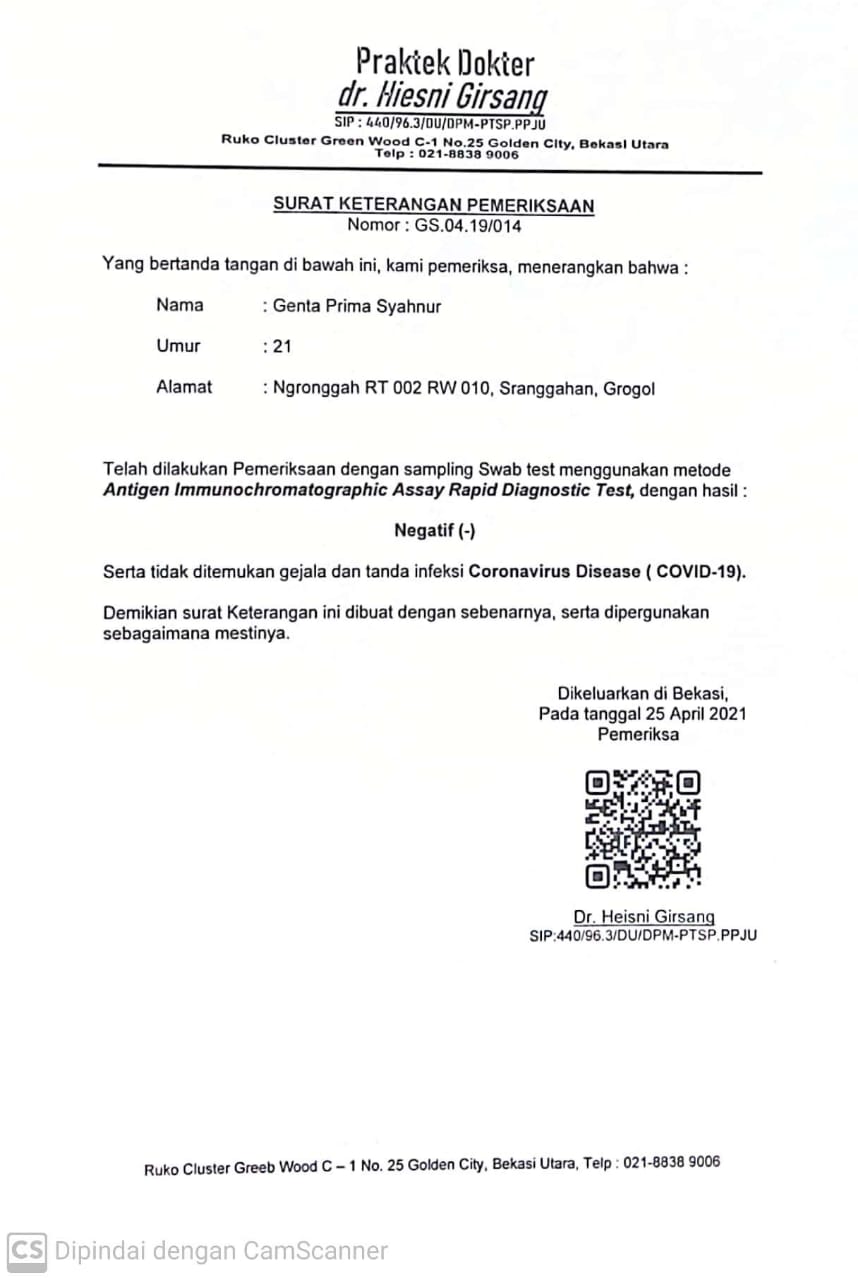 Praktek Dokter
dr. Hiesni Girsang
SIP : 440/96.3/DU/DPM-PTSP.PPJU
Ruko Cluster Green Wood C-1 No.25 Golden City, Bekasi Utara
Telp : 021-8838 9006
SURAT KETERANGAN PEMERIKSAAN
Nomor : GS.04.19/014
Yang bertanda tangan di bawah ini, kami pemeriksa, menerangkan bahwa :
Nama : Genta Prima Syahnur
Umur : 21
Alamat : Ngronggah RT 002 RW 010, Sranggahan, Grogol
Telah dilakukan Pemeriksaan dengan sampling Swab test menggunakan metode
Antigen Immunochromatographic Assay Rapid Diagnostic Test, dengan hasil :
Negatif (-)
Serta tidak ditemukan gejala dan tanda infeksi Coronavirus Disease ( COVID-19).
Demikian surat Keterangan ini dibuat dengan sebenarnya, serta dipergunakan
sebagaimana mestinya.
Dikeluarkan di Bekasi,
Pada tanggal 25 April 2021
Pemeriksa
Dr. Heisni Girsang
SIP:440/96.3/DU/DPM-PTSP.PPJU
Ruko Cluster Greeb Wood C – 1 No. 25 Golden City, Bekasi Utara, Telp : 021-8838 9006
CS Dipindai dengan CamScanner